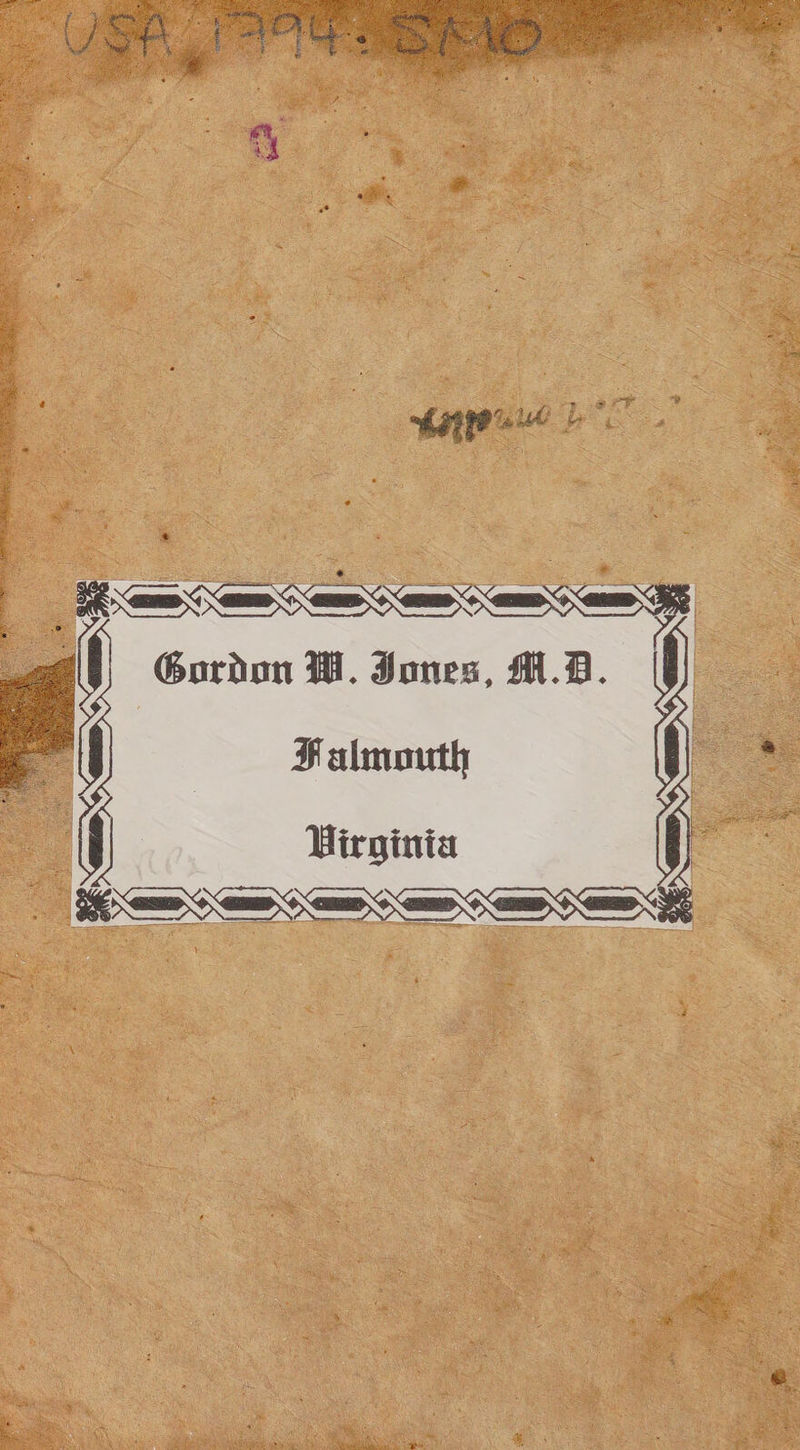 USA 1794: SMO
Gordon W. Jones, M.D.
Falmouth
Virginia